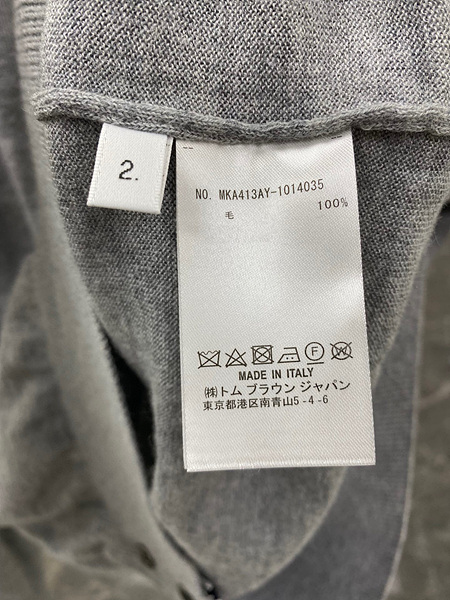 2.
NO. MKA413AY-1014035
毛 100%
F W
MADE IN ITALY
㈱トム ブラウン ジャパン
東京都港区南青山5-4-6